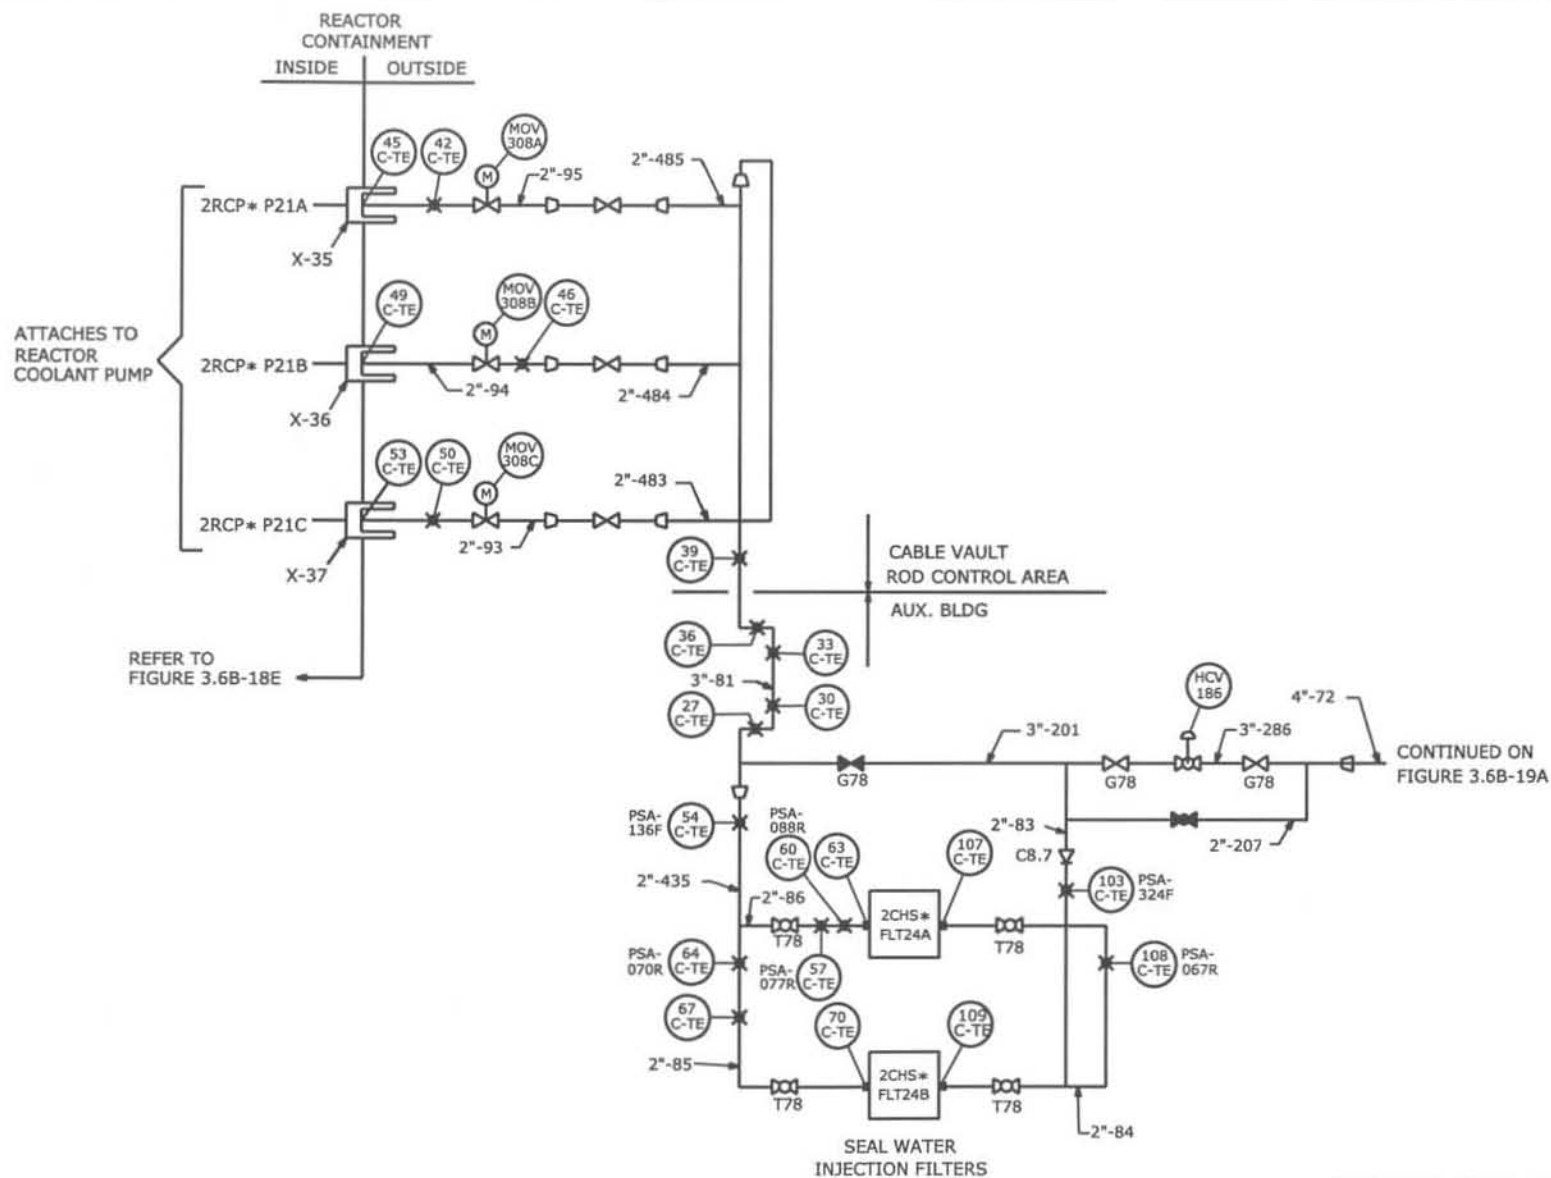 REACTOR
CONTAINMENT
INSIDE
OUTSIDE
MOV
308A
45
C-TE
42
C-TE
M
2"-95
2"-485
2RCP* P21A
X-35
MOV
308B
49
C-TE
46
C-TE
M
ATTACHES TO
REACTOR
COOLANT PUMP
2RCP* P21B
2"-94
2"-484
X-36
MOV
308C
53
C-TE
50
C-TE
M
2"-483
2RCP* P21C
2"-93
X-37
39
C-TE
CABLE VAULT
ROD CONTROL AREA
AUX. BLDG
36
C-TE
33
C-TE
REFER TO
FIGURE 3.6B-18E
3"-81
27
C-TE
30
C-TE
HCV
186
4"-72
3"-201
3"-286
CONTINUED ON
FIGURE 3.6B-19A
G78
G78
G78
PSA-
136F
54
C-TE
PSA-
088R
60
C-TE
63
C-TE
107
C-TE
2"-83
2"-207
C8.7
103
C-TE
PSA-
324F
2"-435
2"-86
2CHS*
FLT24A
T78
T78
PSA-
070R
64
C-TE
PSA-
077R
57
C-TE
108
C-TE
PSA-
067R
67
C-TE
70
C-TE
109
C-TE
2"-85
2CHS*
FLT24B
T78
T78
2"-84
SEAL WATER
INJECTION FILTERS